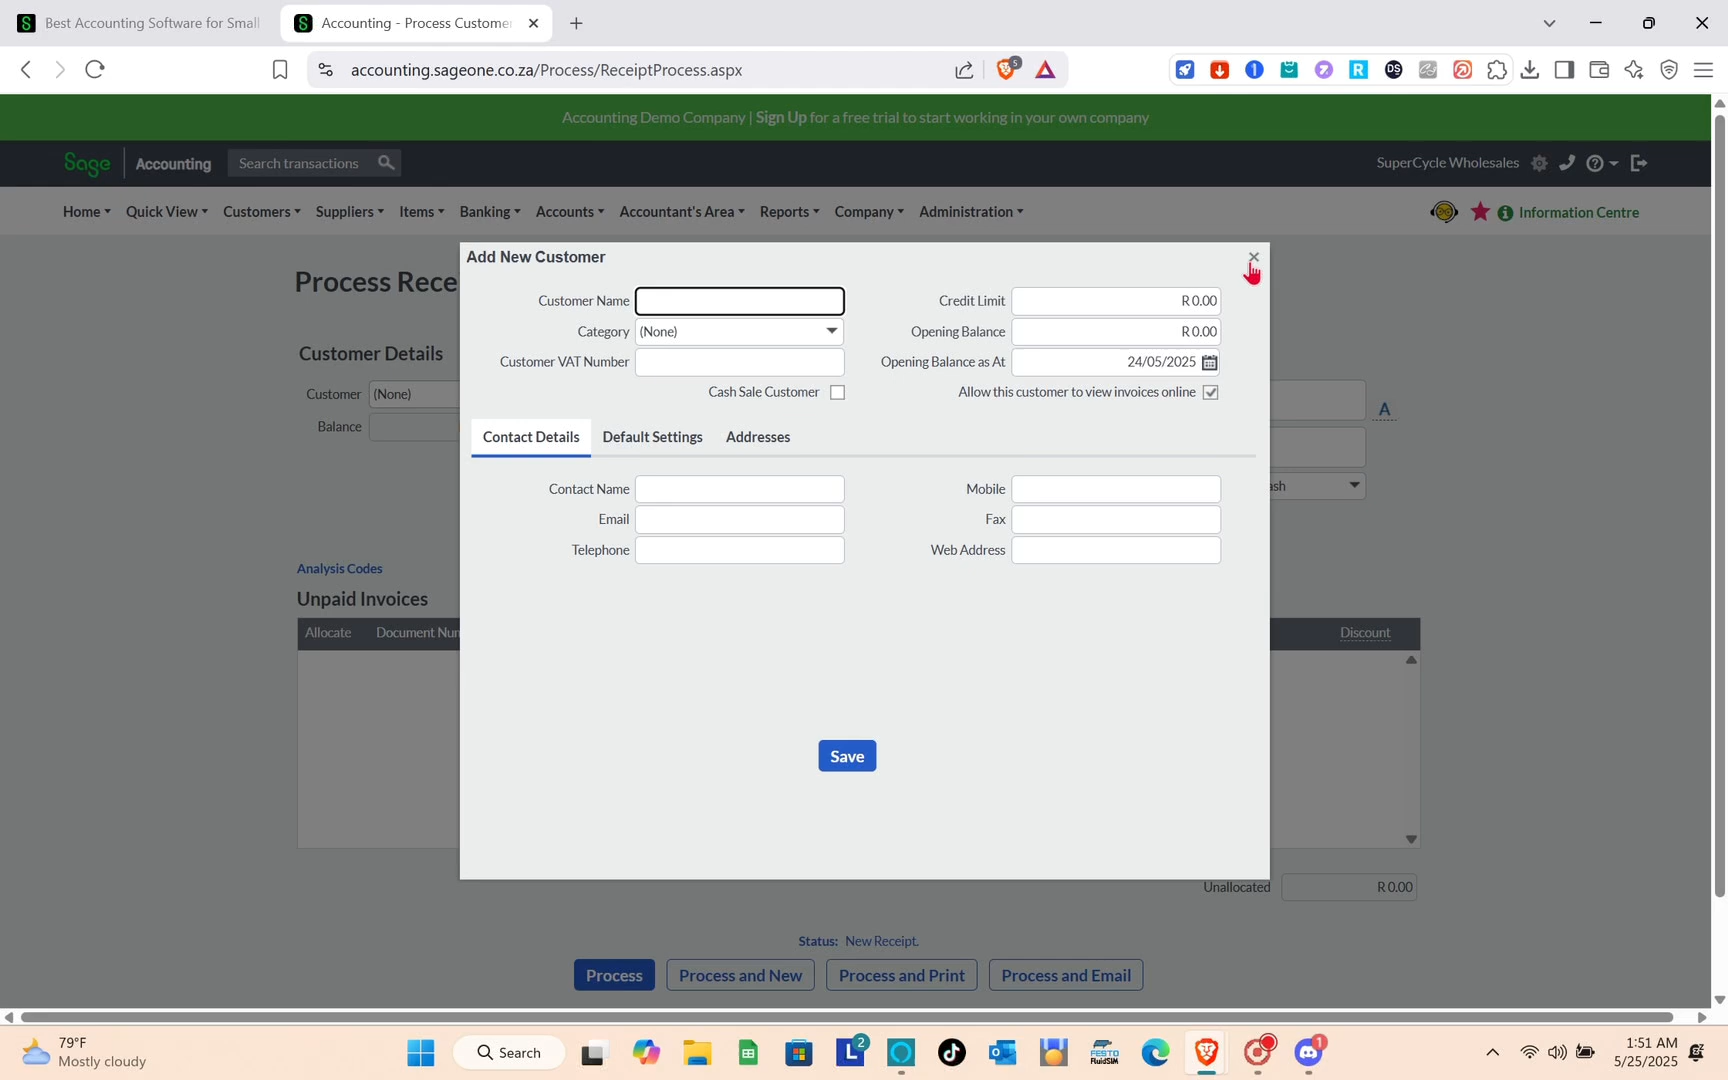 Best Accounting Software for Small
Accounting - Process Customer
accounting.sageone.co.za/Process/ReceiptProcess.aspx
5
1
R
DS
Accounting Demo Company | Sign Up for a free trial to start working in your own company
Sage Accounting Search transactions
SuperCycle Wholesales
Home Quick View Customers Suppliers Items Banking Accounts Accountant's Area Reports Company Administration Information Centre
Add New Customer
Process Rece
Customer Name
Credit Limit R 0.00
Category (None)
Opening Balance R 0.00
Customer Details
Customer VAT Number
Opening Balance as At 24/05/2025
Customer (None)
Cash Sale Customer
Allow this customer to view invoices online
A
Balance
Contact Details Default Settings Addresses
Contact Name
Mobile
ash
Email
Fax
Telephone
Web Address
Analysis Codes
Unpaid Invoices
Allocate Document Num
Discount
Save
Unallocated R 0.00
Status: New Receipt.
Process Process and New Process and Print Process and Email
79°F
Mostly cloudy
Search
L
2
FESTO
FluidSIM
1
1:51 AM
5/25/2025